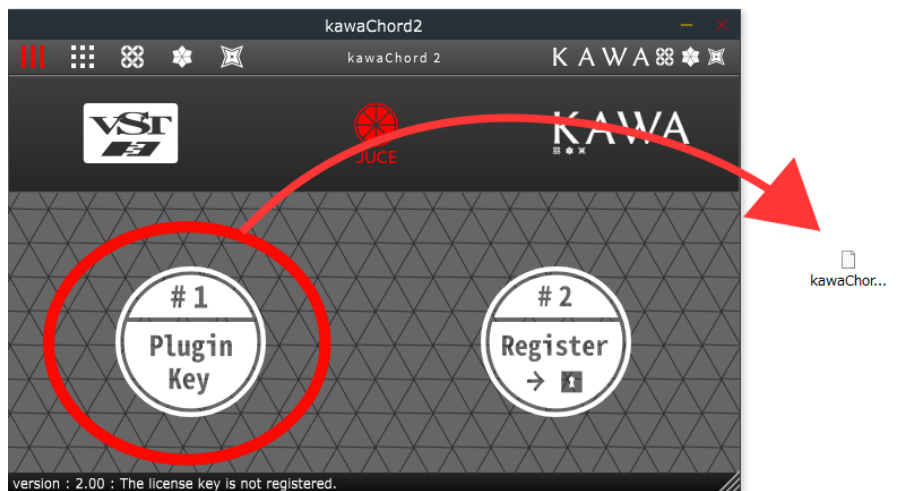 kawaChord2
kawaChord 2
KAWA
VST
3
JUCE
KAWA
#1
Plugin
Key
#2
Register
kawaChor...
version : 2.00 : The license key is not registered.